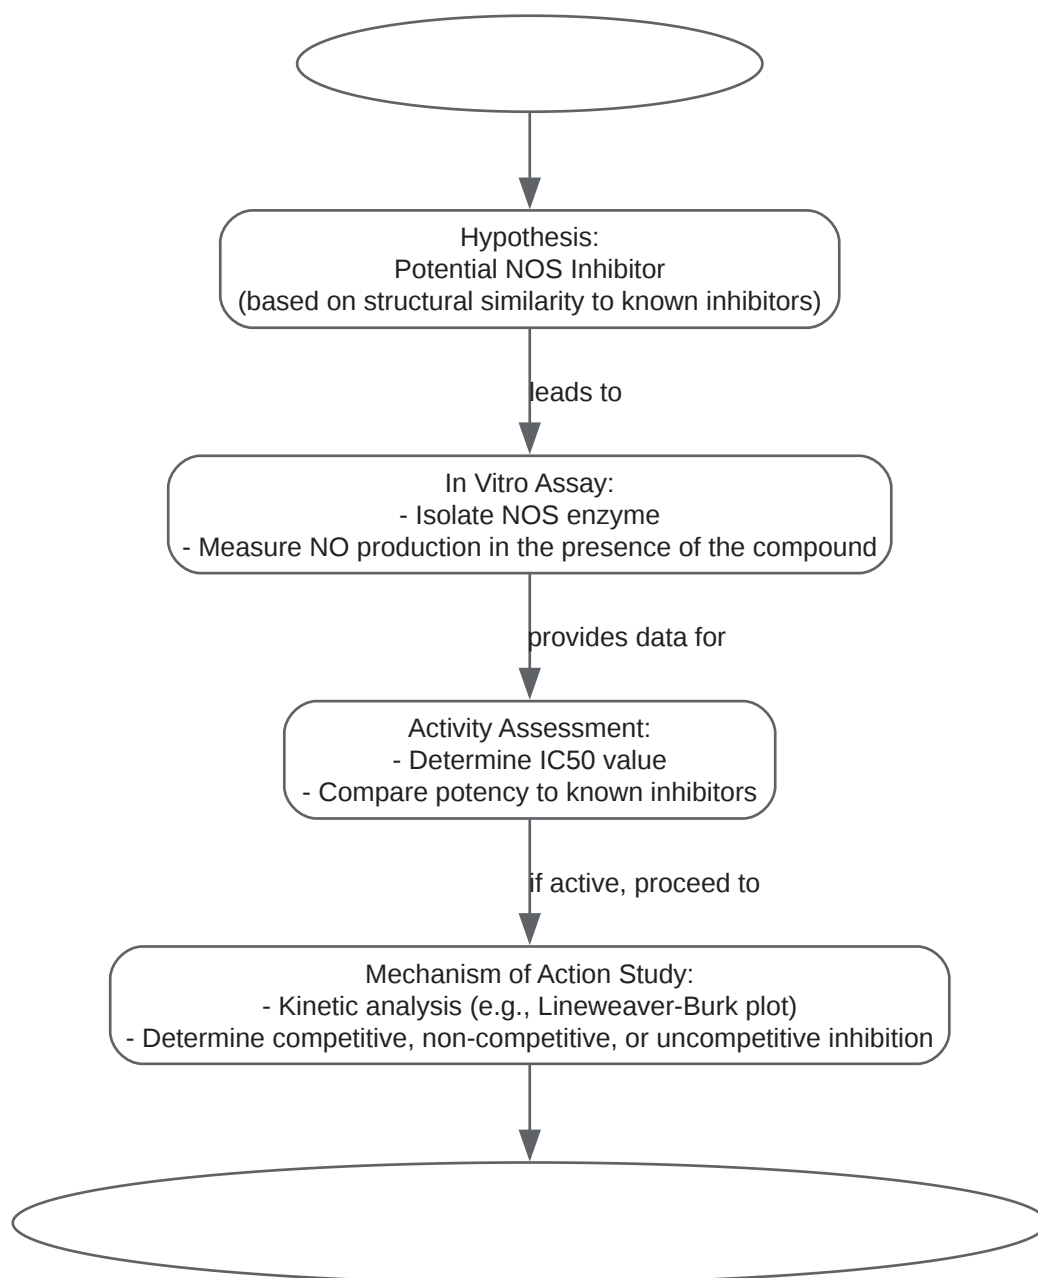 Hypothesis:
Potential NOS Inhibitor
(based on structural similarity to known inhibitors)
leads to
In Vitro Assay:
- Isolate NOS enzyme
- Measure NO production in the presence of the compound
provides data for
Activity Assessment:
- Determine IC50 value
- Compare potency to known inhibitors
if active, proceed to
Mechanism of Action Study:
- Kinetic analysis (e.g., Lineweaver-Burk plot)
- Determine competitive, non-competitive, or uncompetitive inhibition